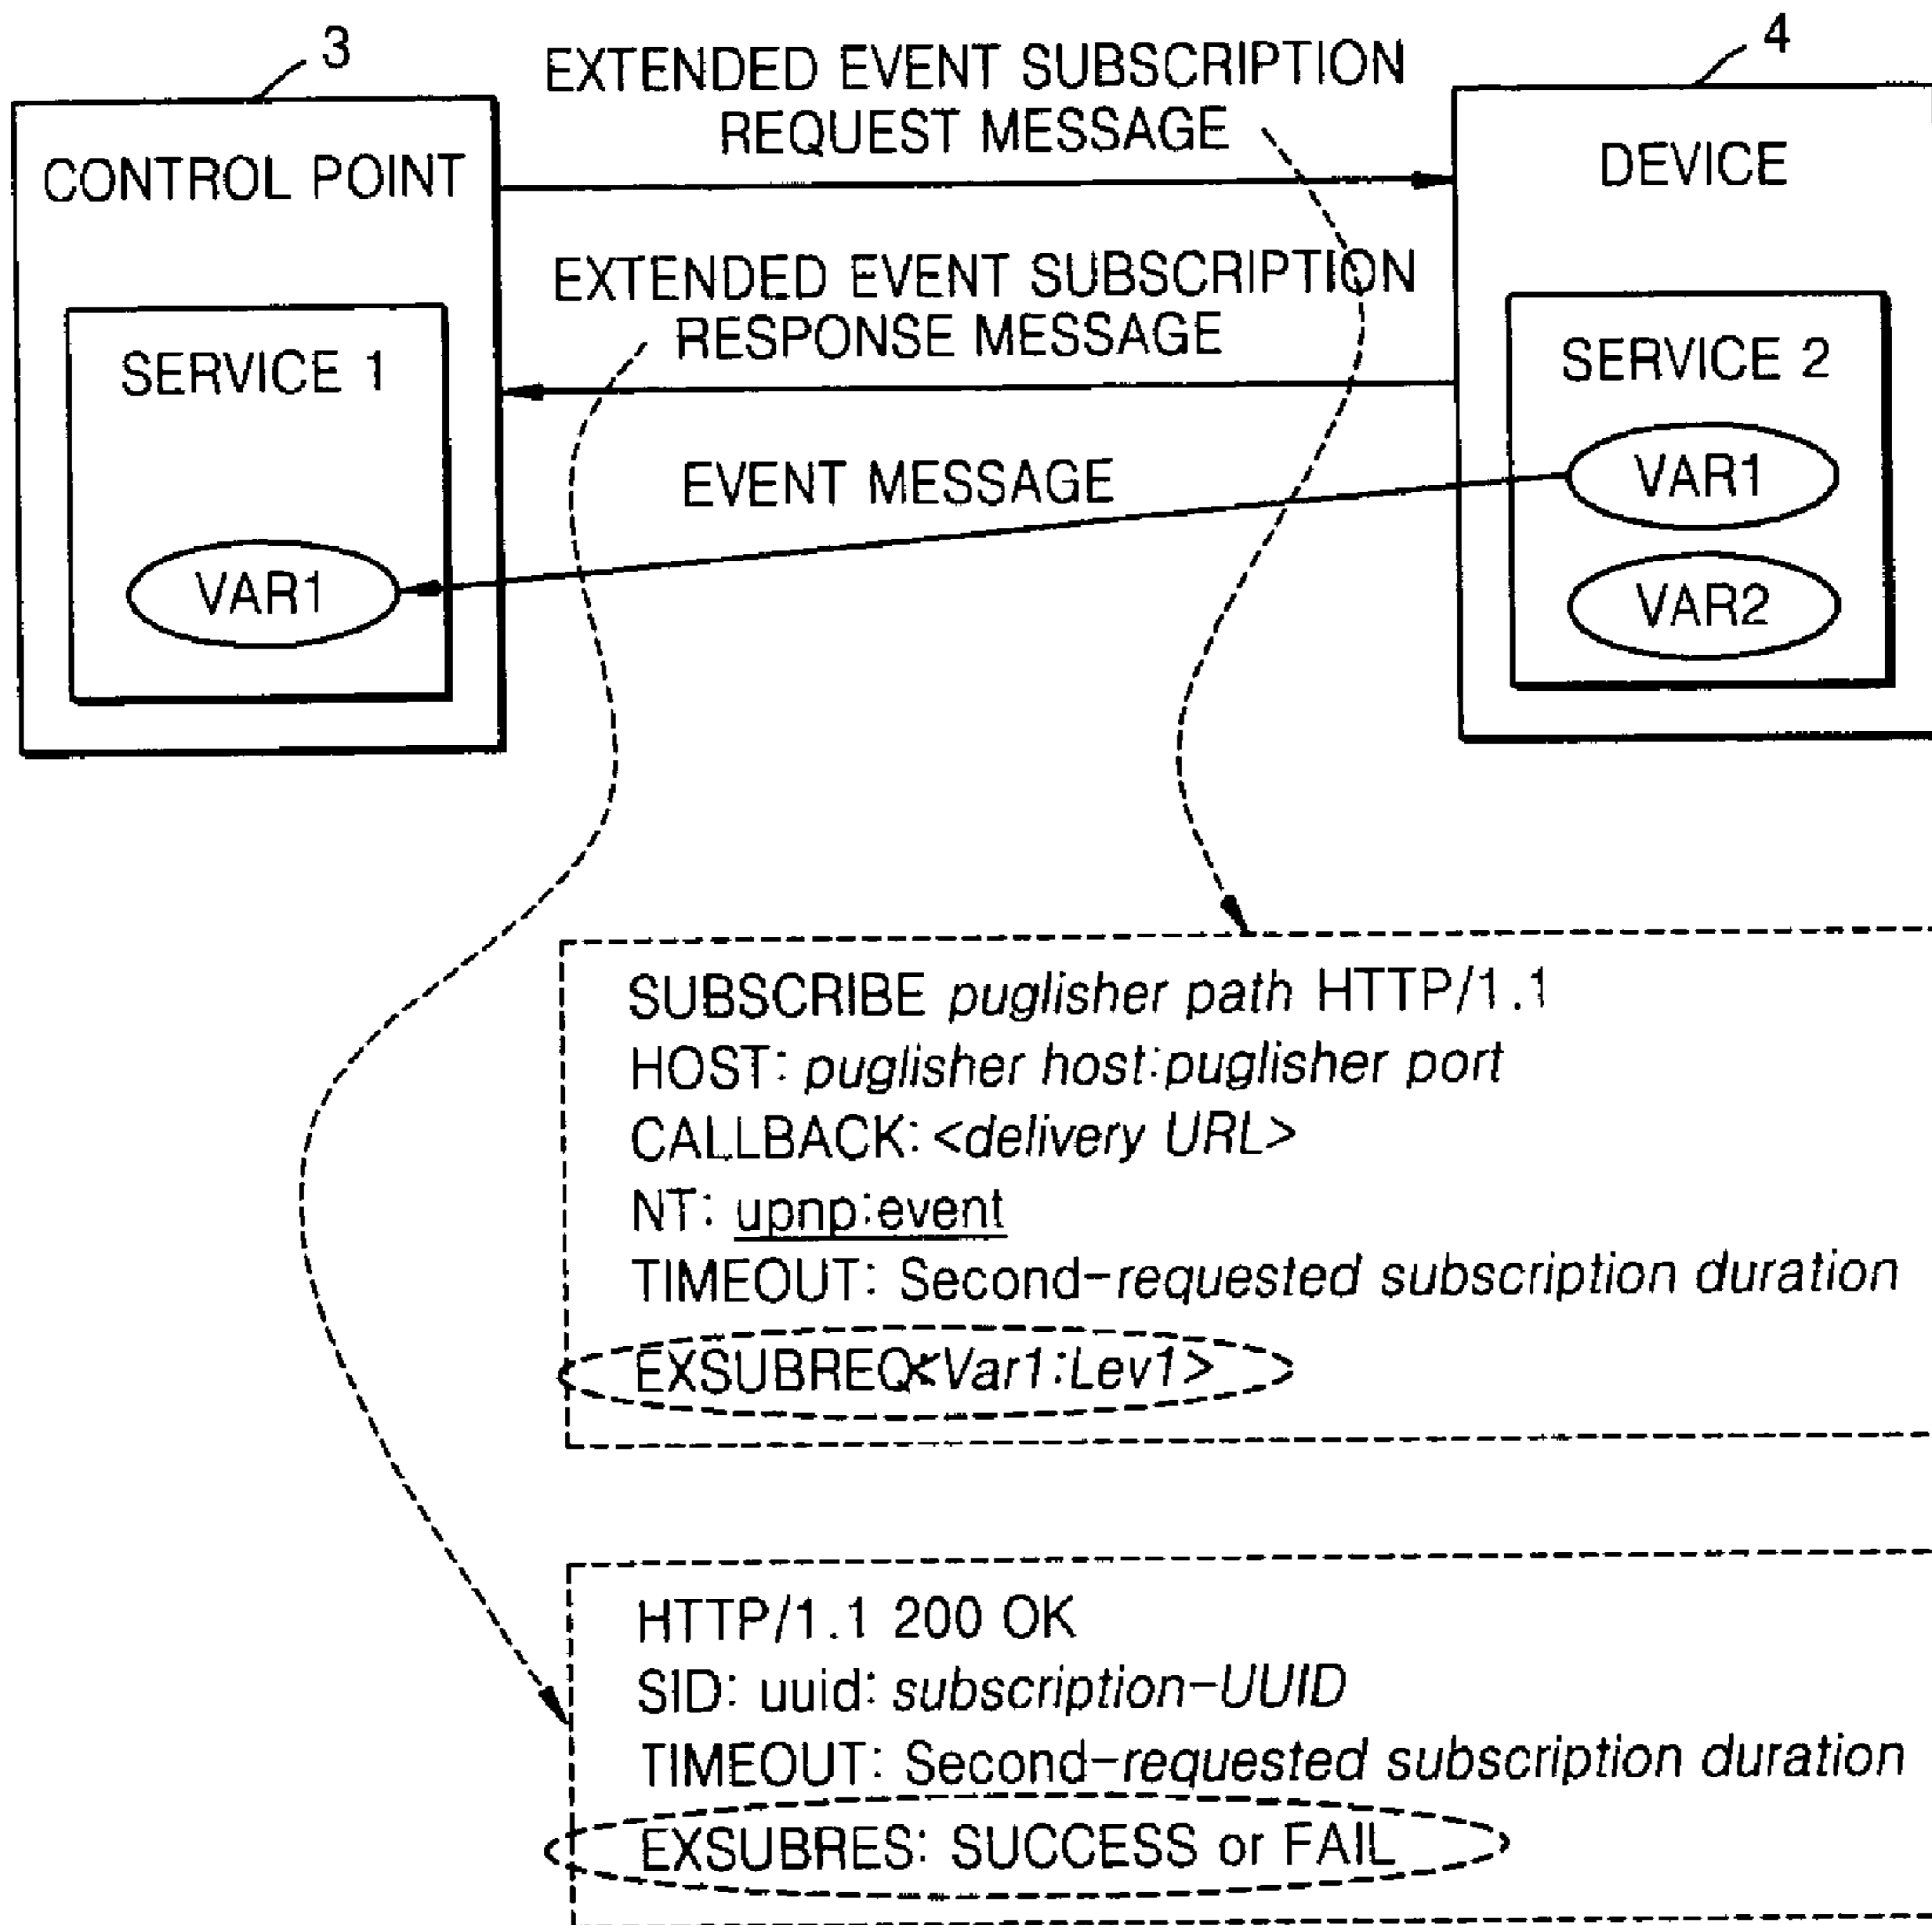 3
EXTENDED EVENT SUBSCRIPTION
REQUEST MESSAGE
4
CONTROL POINT
DEVICE
EXTENDED EVENT SUBSCRIPTION
RESPONSE MESSAGE
SERVICE 1
SERVICE 2
EVENT MESSAGE
VAR1
VAR1
VAR2
SUBSCRIBE puglisher path HTTP/1.1
HOST: puglisher host:puglisher port
CALLBACK: <delivery URL>
NT: upnp:event
TIMEOUT: Second-requested subscription duration
EXSUBREQ<Var1:Lev1>
HTTP/1.1 200 OK
SID: uuid: subscription-UUID
TIMEOUT: Second-requested subscription duration
EXSUBRES: SUCCESS or FAIL